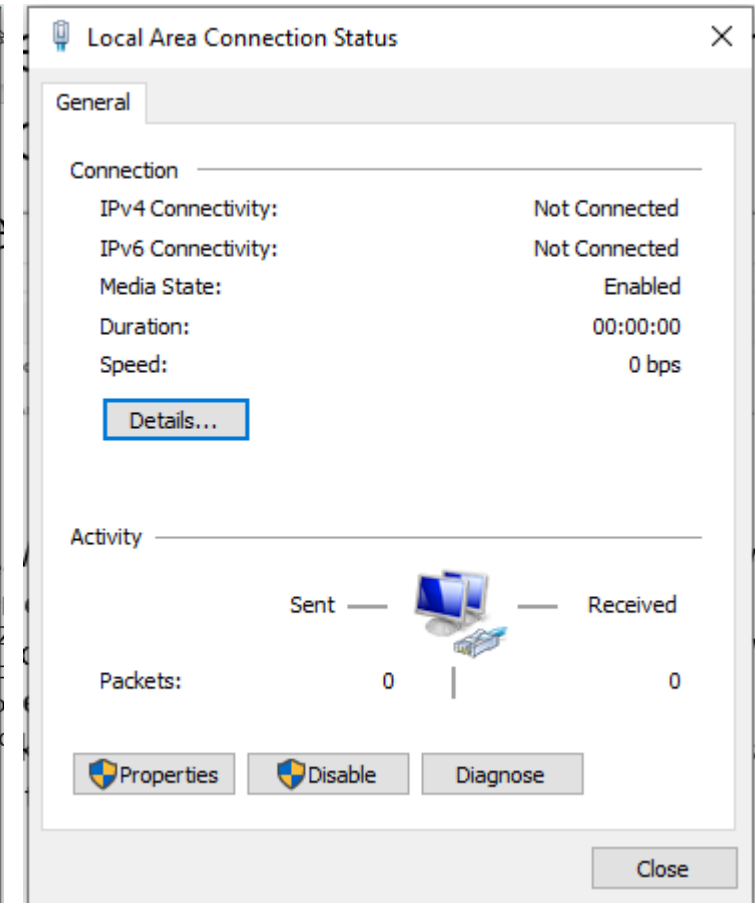 Local Area Connection Status
General
Connection
IPv4 Connectivity: Not Connected
IPv6 Connectivity: Not Connected
Media State: Enabled
Duration: 00:00:00
Speed: 0 bps
Details...
Activity
Sent Received
Packets: 0 0
Properties Disable Diagnose
Close